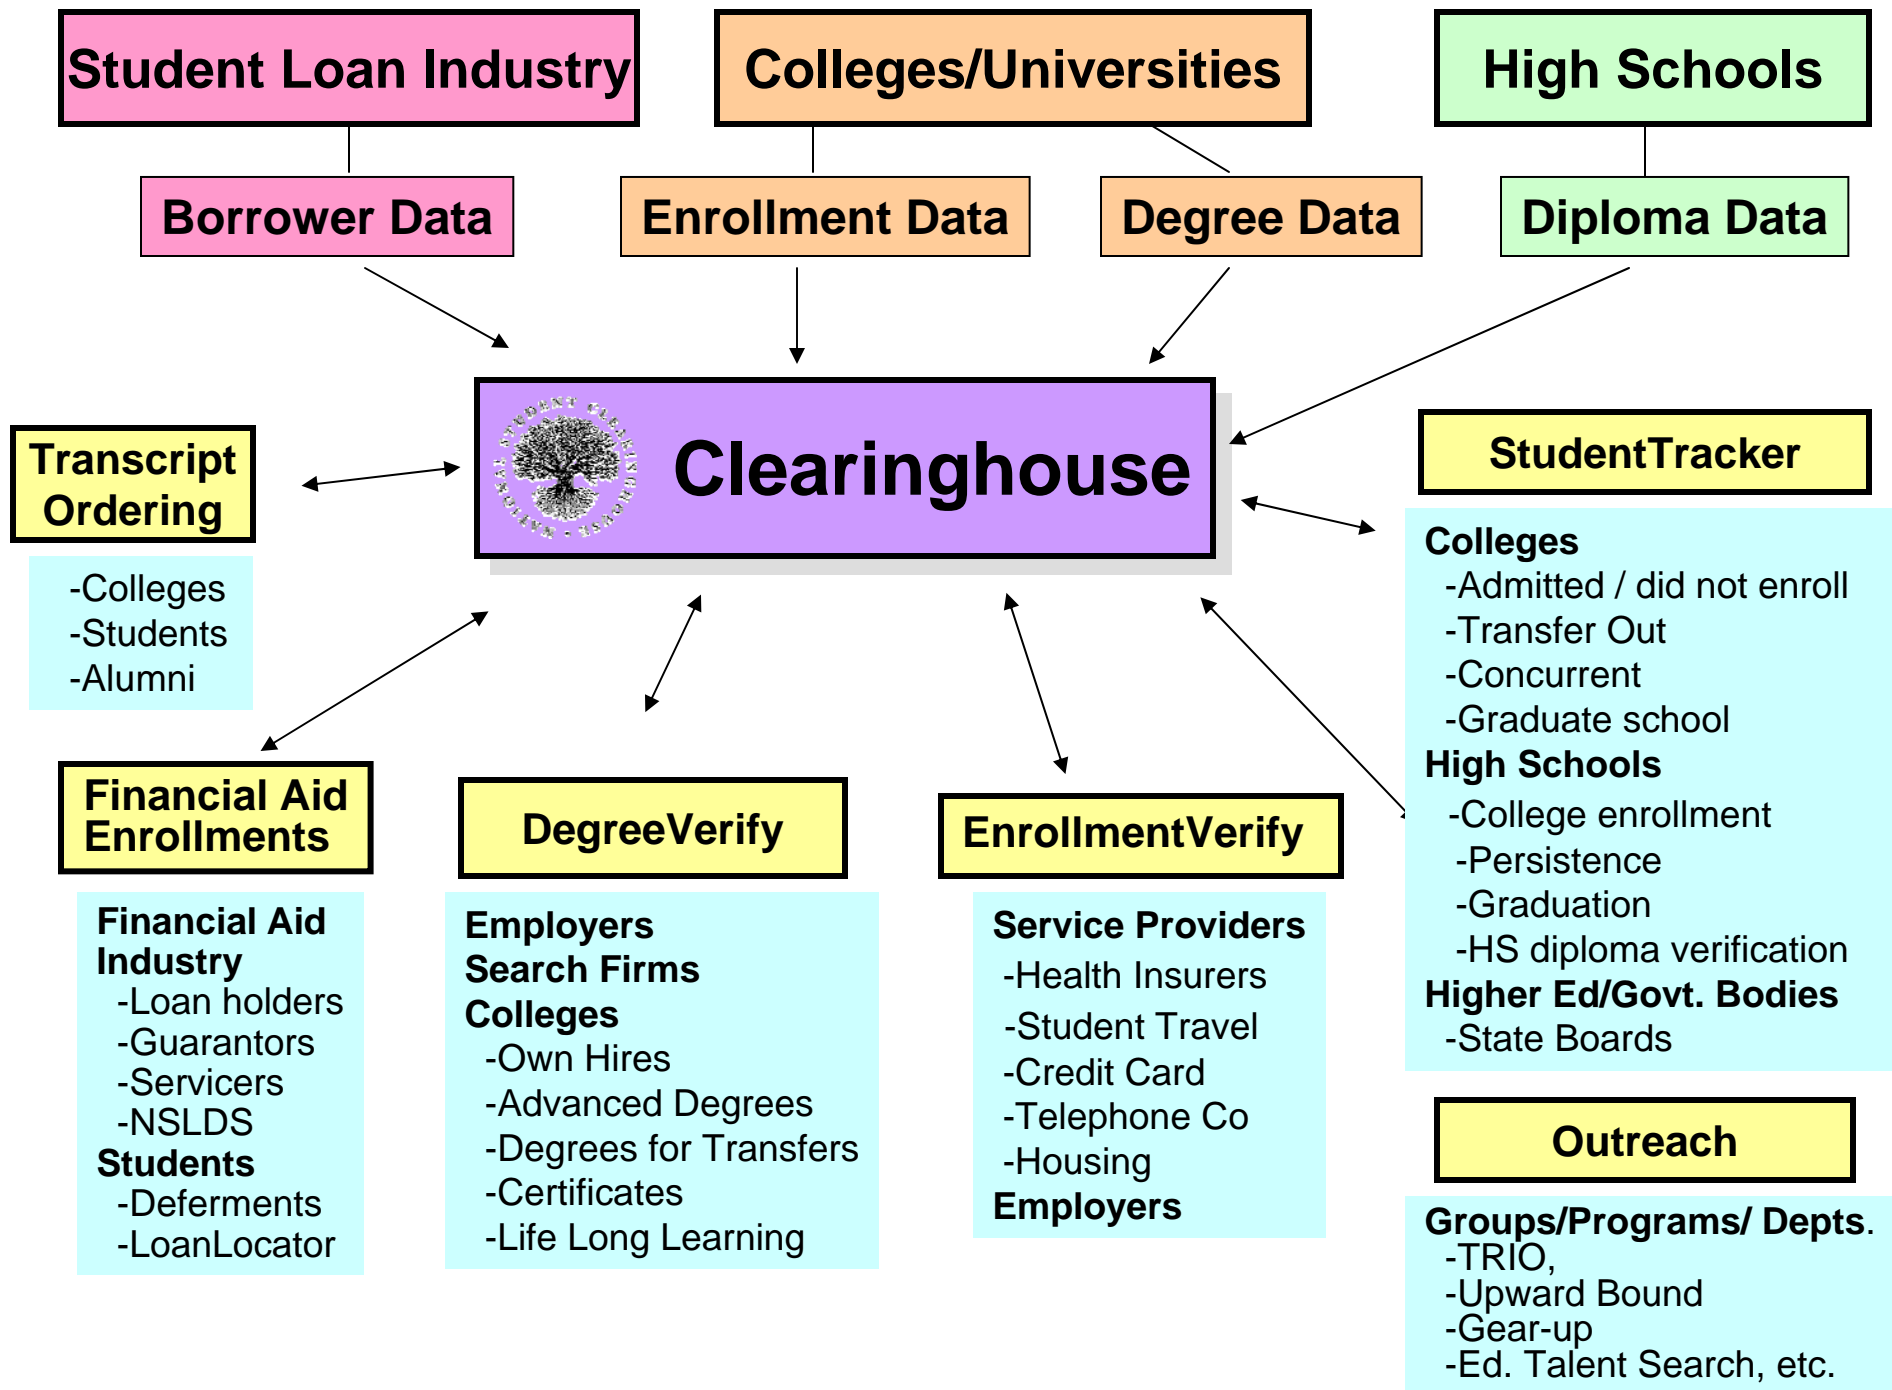 Student Loan Industry
Colleges/Universities
High Schools
Borrower Data
Enrollment Data
Degree Data
Diploma Data
NATIONAL STUDENT CLEARINGHOUSE
Clearinghouse
Transcript
Ordering
-Colleges
-Students
-Alumni
StudentTracker
Colleges
-Admitted / did not enroll
-Transfer Out
-Concurrent
-Graduate school
High Schools
-College enrollment
-Persistence
-Graduation
-HS diploma verification
Higher Ed/Govt. Bodies
-State Boards
Financial Aid
Enrollments
Financial Aid
Industry
-Loan holders
-Guarantors
-Servicers
-NSLDS
Students
-Deferments
-LoanLocator
DegreeVerify
Employers
Search Firms
Colleges
-Own Hires
-Advanced Degrees
-Degrees for Transfers
-Certificates
-Life Long Learning
EnrollmentVerify
Service Providers
-Health Insurers
-Student Travel
-Credit Card
-Telephone Co
-Housing
Employers
Outreach
Groups/Programs/ Depts.
-TRIO,
-Upward Bound
-Gear-up
-Ed. Talent Search, etc.